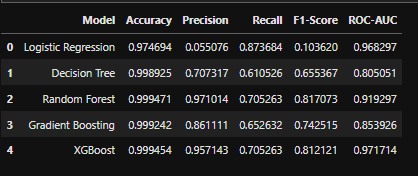 Model Accuracy Precision Recall F1-Score ROC-AUC
0 Logistic Regression 0.974694 0.055076 0.873684 0.103620 0.968297
1 Decision Tree 0.998925 0.707317 0.610526 0.655367 0.805051
2 Random Forest 0.999471 0.971014 0.705263 0.817073 0.919297
3 Gradient Boosting 0.999242 0.861111 0.652632 0.742515 0.853926
4 XGBoost 0.999454 0.957143 0.705263 0.812121 0.971714